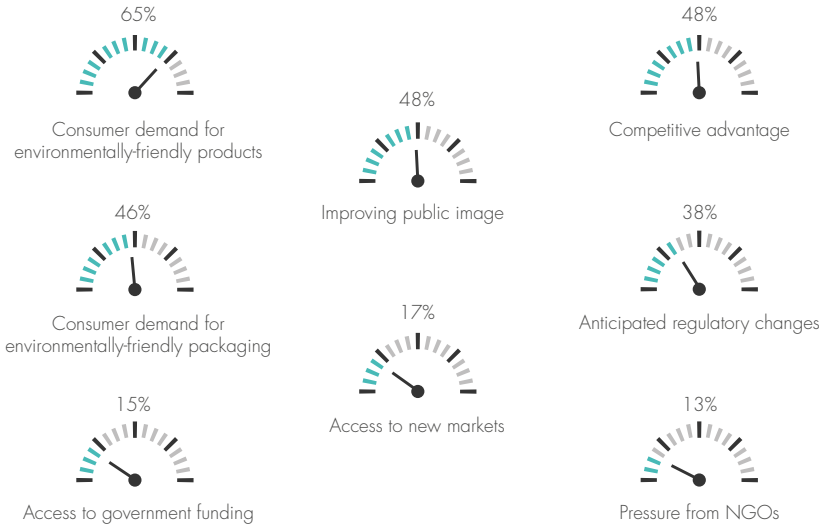 65%
Consumer demand for
environmentally-friendly products
46%
Consumer demand for
environmentally-friendly packaging
15%
Access to government funding
48%
Improving public image
17%
Access to new markets
48%
Competitive advantage
38%
Anticipated regulatory changes
13%
Pressure from NGOs